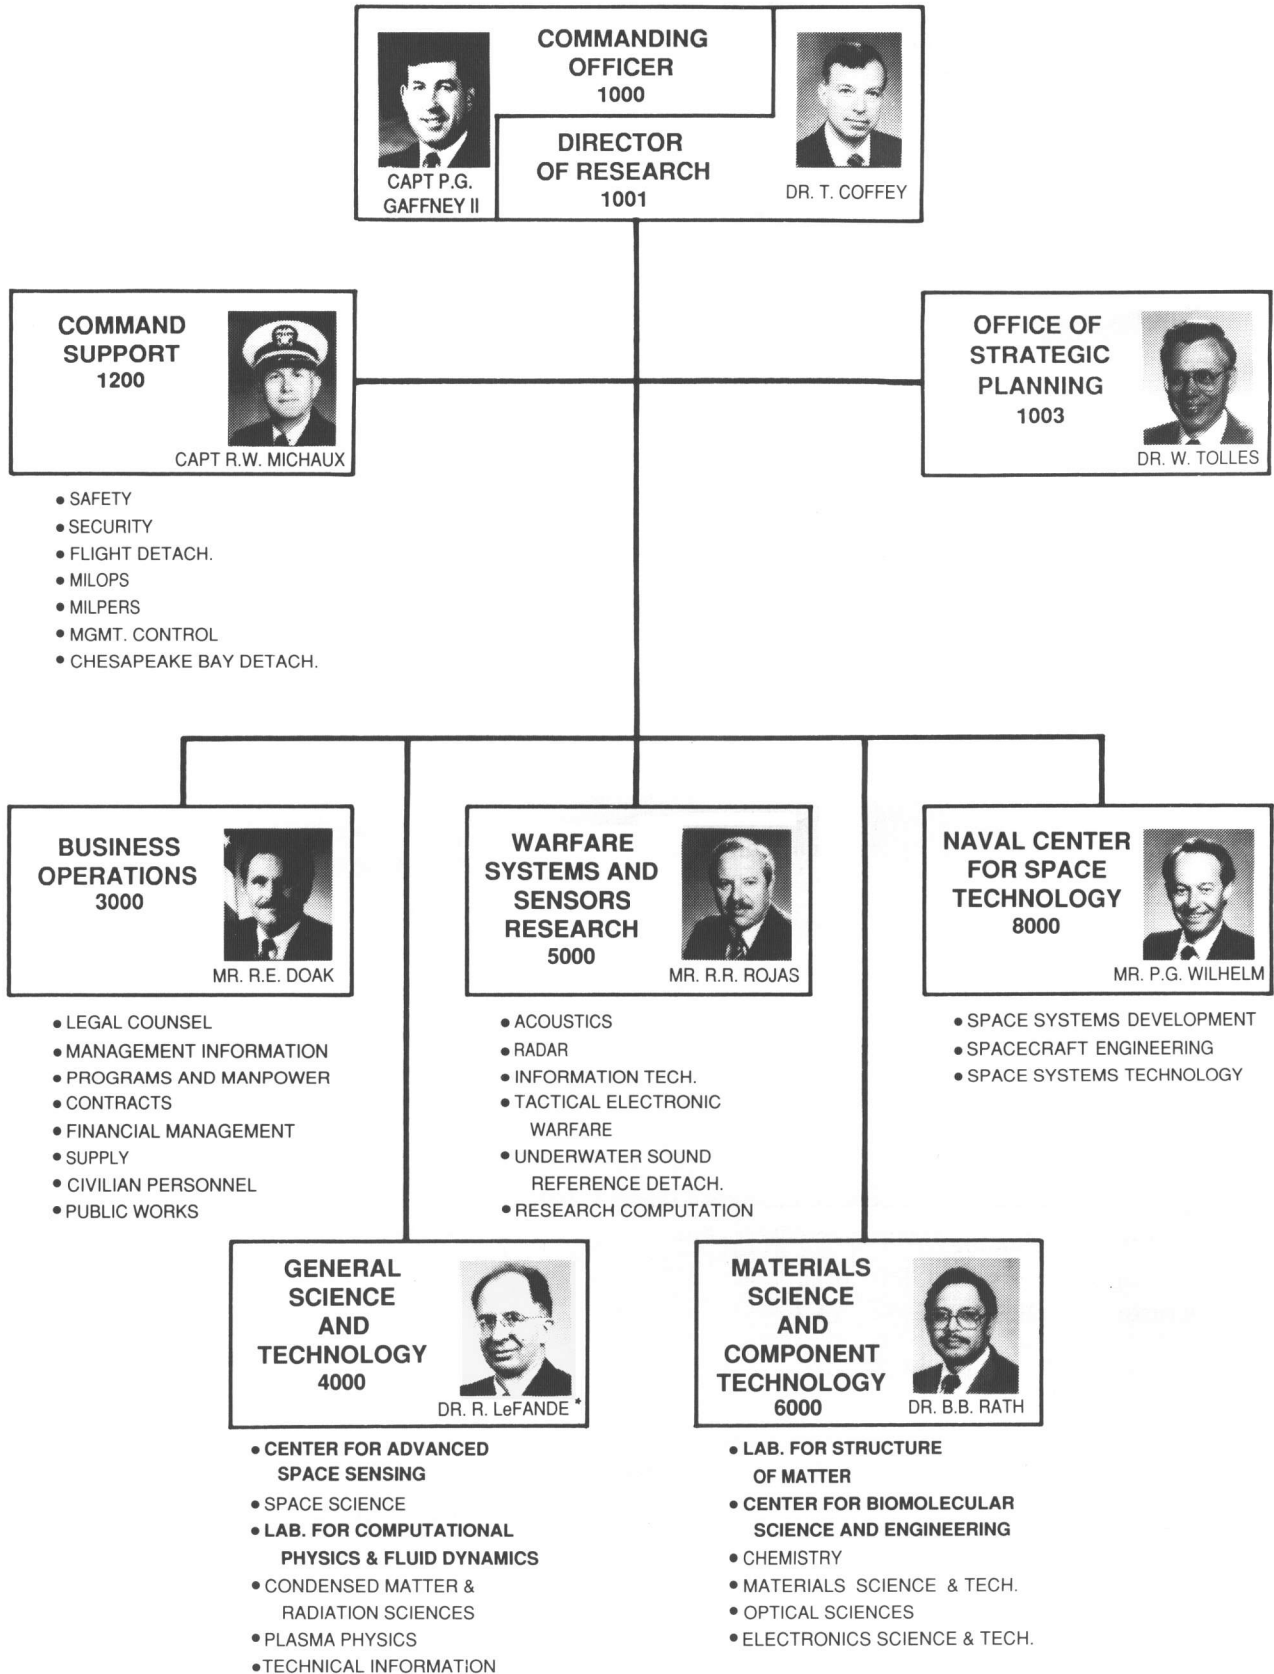 COMMANDING
OFFICER
1000
DIRECTOR
OF RESEARCH
1001
CAPT P.G.
GAFFNEY II
DR. T. COFFEY
COMMAND
SUPPORT
1200
CAPT R.W. MICHAUX
● SAFETY
● SECURITY
● FLIGHT DETACH.
● MILOPS
● MILPERS
● MGMT. CONTROL
● CHESAPEAKE BAY DETACH.
OFFICE OF
STRATEGIC
PLANNING
1003
DR. W. TOLLES
BUSINESS
OPERATIONS
3000
MR. R.E. DOAK
● LEGAL COUNSEL
● MANAGEMENT INFORMATION
● PROGRAMS AND MANPOWER
● CONTRACTS
● FINANCIAL MANAGEMENT
● SUPPLY
● CIVILIAN PERSONNEL
● PUBLIC WORKS
WARFARE
SYSTEMS AND
SENSORS
RESEARCH
5000
MR. R.R. ROJAS
● ACOUSTICS
● RADAR
● INFORMATION TECH.
● TACTICAL ELECTRONIC
WARFARE
● UNDERWATER SOUND
REFERENCE DETACH.
● RESEARCH COMPUTATION
NAVAL CENTER
FOR SPACE
TECHNOLOGY
8000
MR. P.G. WILHELM
● SPACE SYSTEMS DEVELOPMENT
● SPACECRAFT ENGINEERING
● SPACE SYSTEMS TECHNOLOGY
GENERAL
SCIENCE
AND
TECHNOLOGY
4000
DR. R. LeFANDE *
● CENTER FOR ADVANCED
SPACE SENSING
● SPACE SCIENCE
● LAB. FOR COMPUTATIONAL
PHYSICS & FLUID DYNAMICS
● CONDENSED MATTER &
RADIATION SCIENCES
● PLASMA PHYSICS
● TECHNICAL INFORMATION
MATERIALS
SCIENCE
AND
COMPONENT
TECHNOLOGY
6000
DR. B.B. RATH
● LAB. FOR STRUCTURE
OF MATTER
● CENTER FOR BIOMOLECULAR
SCIENCE AND ENGINEERING
● CHEMISTRY
● MATERIALS SCIENCE & TECH.
● OPTICAL SCIENCES
● ELECTRONICS SCIENCE & TECH.